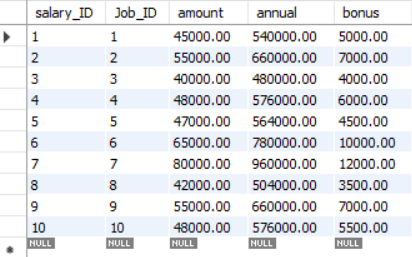 salary_ID Job_ID amount annual bonus
1 1 45000.00 540000.00 5000.00
2 2 55000.00 660000.00 7000.00
3 3 40000.00 480000.00 4000.00
4 4 48000.00 576000.00 6000.00
5 5 47000.00 564000.00 4500.00
6 6 65000.00 780000.00 10000.00
7 7 80000.00 960000.00 12000.00
8 8 42000.00 504000.00 3500.00
9 9 55000.00 660000.00 7000.00
10 10 48000.00 576000.00 5500.00
NULL NULL NULL NULL NULL